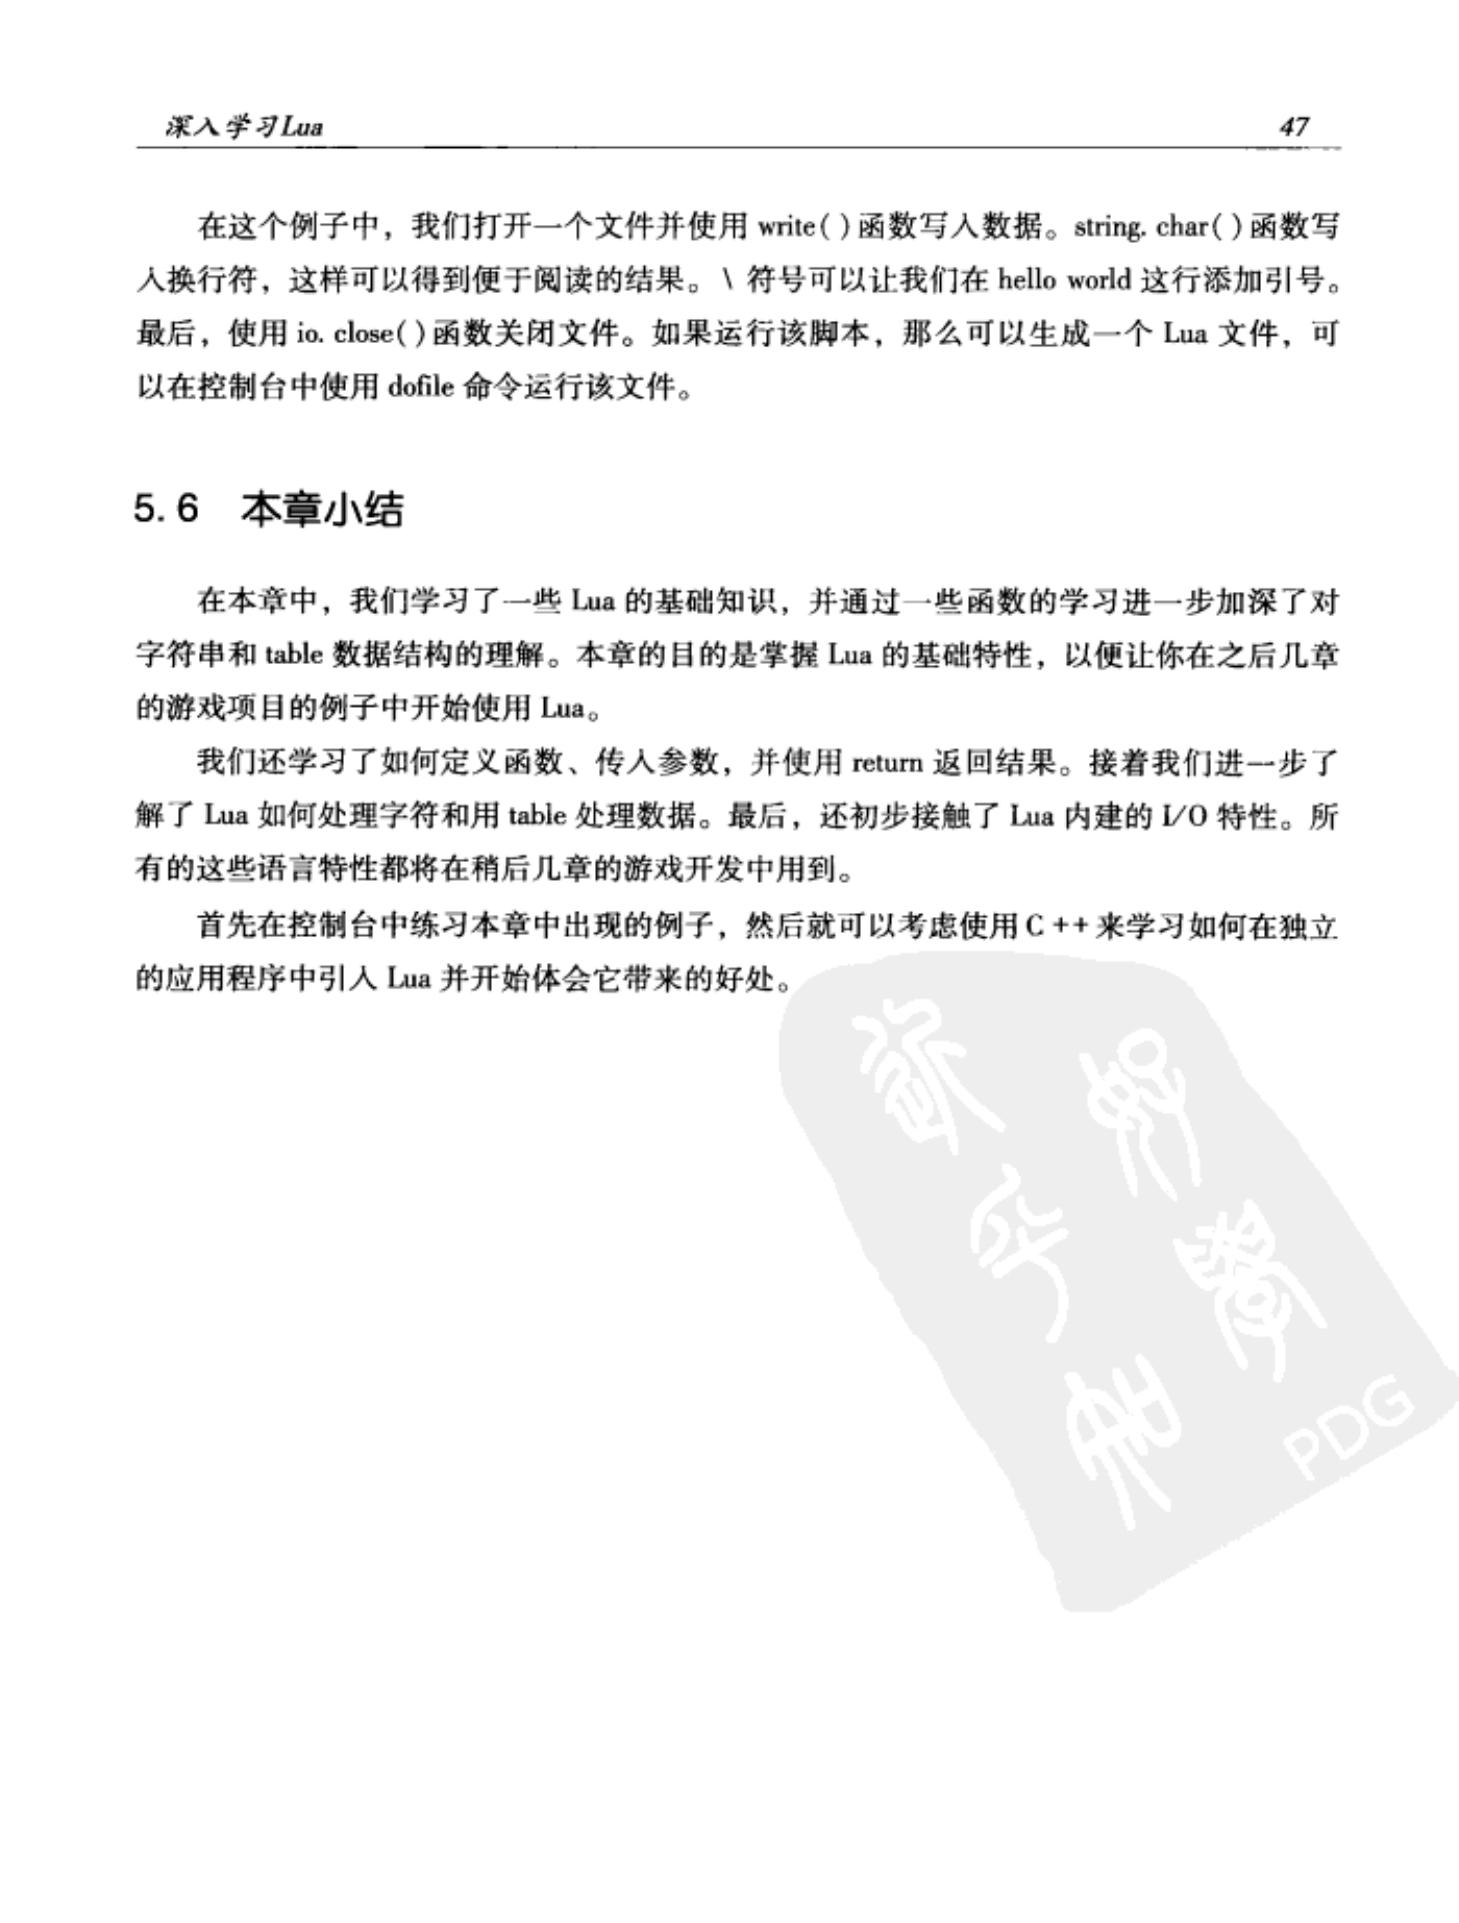 深入学习Lua
47
在这个例子中，我们打开一个文件并使用 write( )函数写入数据。string. char( )函数写
入换行符，这样可以得到便于阅读的结果。\ 符号可以让我们在 hello world 这行添加引号。
最后，使用 io. close( )函数关闭文件。如果运行该脚本，那么可以生成一个 Lua 文件，可
以在控制台中使用 dofile 命令运行该文件。
5. 6 本章小结
在本章中，我们学习了一些 Lua 的基础知识，并通过一些函数的学习进一步加深了对
字符串和 table 数据结构的理解。本章的目的是掌握 Lua 的基础特性，以便让你在之后几章
的游戏项目的例子中开始使用 Lua。
我们还学习了如何定义函数、传入参数，并使用 return 返回结果。接着我们进一步了
解了 Lua 如何处理字符和用 table 处理数据。最后，还初步接触了 Lua 内建的 I/O 特性。所
有的这些语言特性都将在稍后几章的游戏开发中用到。
首先在控制台中练习本章中出现的例子，然后就可以考虑使用 C ++ 来学习如何在独立
的应用程序中引入 Lua 并开始体会它带来的好处。
PDG